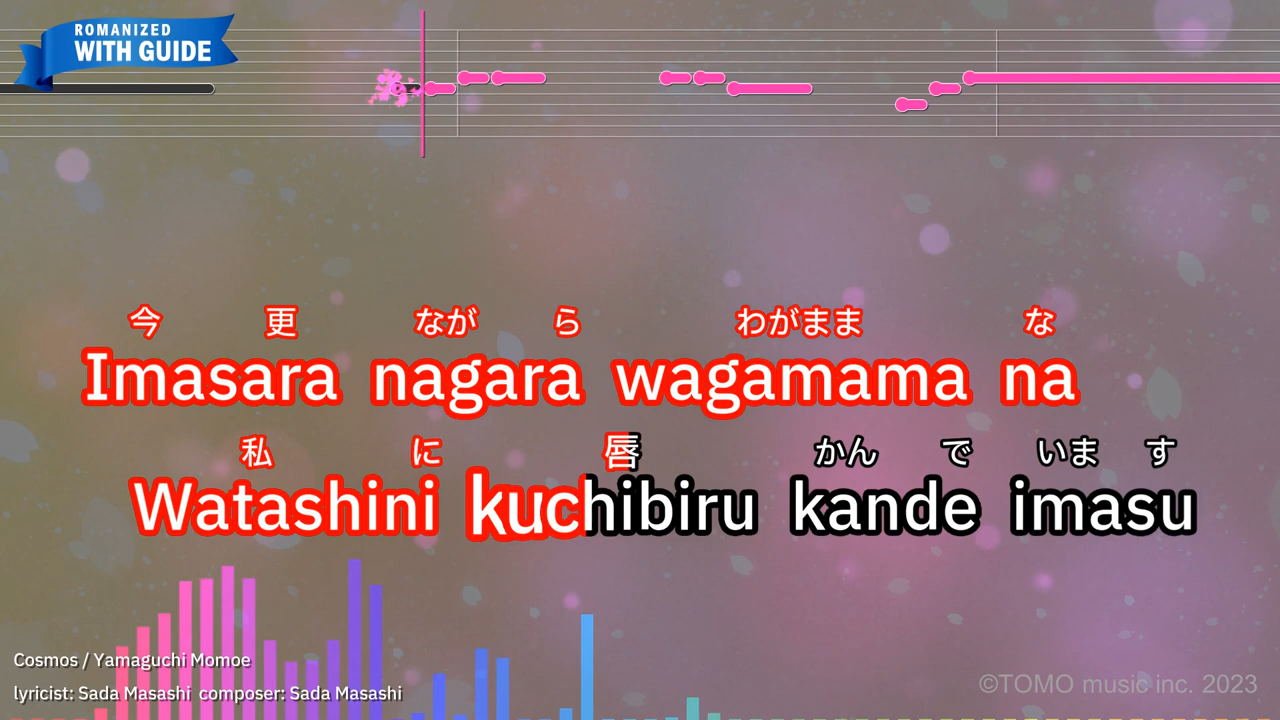 ROMANIZED
WITH GUIDE
今更ながらわがままな
Imasara nagara wagamama na
私に唇かんでいます
Watashini kuchibiru kande imasu
Cosmos / Yamaguchi Momoe
lyricist: Sada Masashi composer: Sada Masashi
©TOMO music inc. 2023